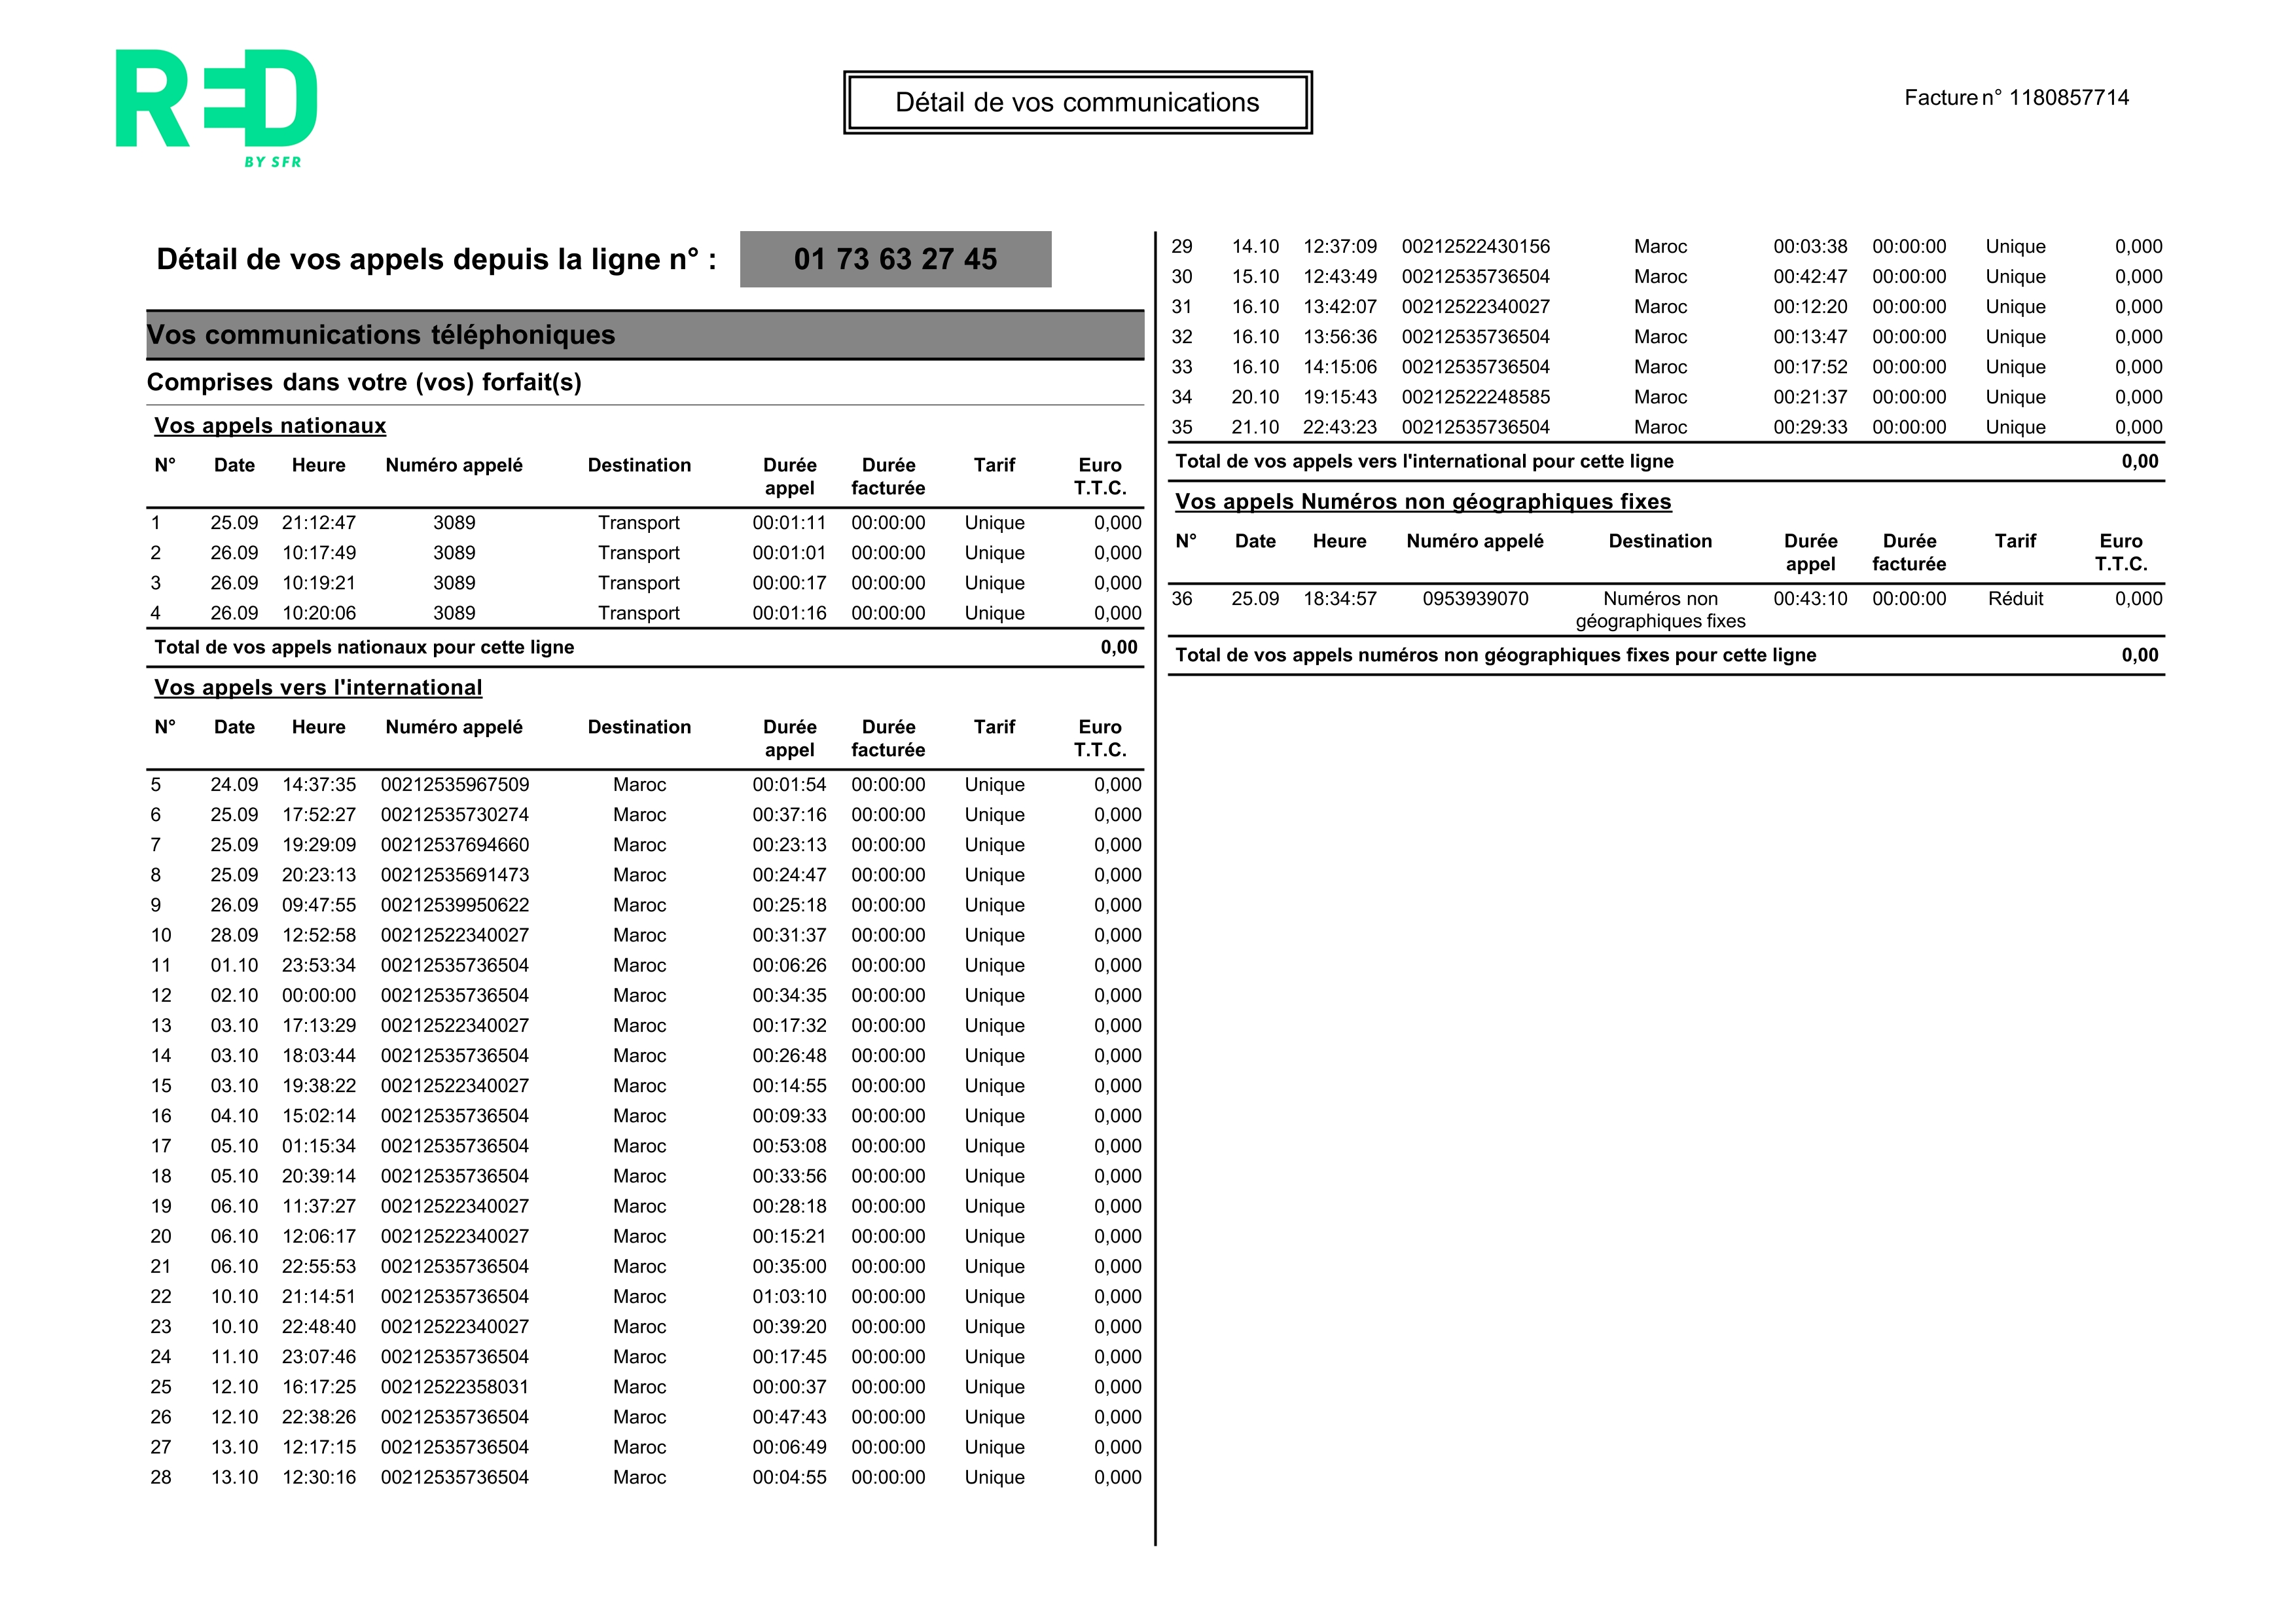 RED
BY SFR
Détail de vos communications
Facture n° 1180857714
Détail de vos appels depuis la ligne n° : 01 73 63 27 45
Vos communications téléphoniques
Comprises dans votre (vos) forfait(s)
Vos appels nationaux
N° Date Heure Numéro appelé Destination Durée appel Durée facturée Tarif Euro T.T.C.
1 25.09 21:12:47 3089 Transport 00:01:11 00:00:00 Unique 0,000
2 26.09 10:17:49 3089 Transport 00:01:01 00:00:00 Unique 0,000
3 26.09 10:19:21 3089 Transport 00:00:17 00:00:00 Unique 0,000
4 26.09 10:20:06 3089 Transport 00:01:16 00:00:00 Unique 0,000
Total de vos appels nationaux pour cette ligne 0,00
Vos appels vers l'international
N° Date Heure Numéro appelé Destination Durée appel Durée facturée Tarif Euro T.T.C.
5 24.09 14:37:35 00212535967509 Maroc 00:01:54 00:00:00 Unique 0,000
6 25.09 17:52:27 00212535730274 Maroc 00:37:16 00:00:00 Unique 0,000
7 25.09 19:29:09 00212537694660 Maroc 00:23:13 00:00:00 Unique 0,000
8 25.09 20:23:13 00212535691473 Maroc 00:24:47 00:00:00 Unique 0,000
9 26.09 09:47:55 00212539950622 Maroc 00:25:18 00:00:00 Unique 0,000
10 28.09 12:52:58 00212522340027 Maroc 00:31:37 00:00:00 Unique 0,000
11 01.10 23:53:34 00212535736504 Maroc 00:06:26 00:00:00 Unique 0,000
12 02.10 00:00:00 00212535736504 Maroc 00:34:35 00:00:00 Unique 0,000
13 03.10 17:13:29 00212522340027 Maroc 00:17:32 00:00:00 Unique 0,000
14 03.10 18:03:44 00212535736504 Maroc 00:26:48 00:00:00 Unique 0,000
15 03.10 19:38:22 00212522340027 Maroc 00:14:55 00:00:00 Unique 0,000
16 04.10 15:02:14 00212535736504 Maroc 00:09:33 00:00:00 Unique 0,000
17 05.10 01:15:34 00212535736504 Maroc 00:53:08 00:00:00 Unique 0,000
18 05.10 20:39:14 00212535736504 Maroc 00:33:56 00:00:00 Unique 0,000
19 06.10 11:37:27 00212522340027 Maroc 00:28:18 00:00:00 Unique 0,000
20 06.10 12:06:17 00212522340027 Maroc 00:15:21 00:00:00 Unique 0,000
21 06.10 22:55:53 00212535736504 Maroc 00:35:00 00:00:00 Unique 0,000
22 10.10 21:14:51 00212535736504 Maroc 01:03:10 00:00:00 Unique 0,000
23 10.10 22:48:40 00212522340027 Maroc 00:39:20 00:00:00 Unique 0,000
24 11.10 23:07:46 00212535736504 Maroc 00:17:45 00:00:00 Unique 0,000
25 12.10 16:17:25 00212522358031 Maroc 00:00:37 00:00:00 Unique 0,000
26 12.10 22:38:26 00212535736504 Maroc 00:47:43 00:00:00 Unique 0,000
27 13.10 12:17:15 00212535736504 Maroc 00:06:49 00:00:00 Unique 0,000
28 13.10 12:30:16 00212535736504 Maroc 00:04:55 00:00:00 Unique 0,000
29 14.10 12:37:09 00212522430156 Maroc 00:03:38 00:00:00 Unique 0,000
30 15.10 12:43:49 00212535736504 Maroc 00:42:47 00:00:00 Unique 0,000
31 16.10 13:42:07 00212522340027 Maroc 00:12:20 00:00:00 Unique 0,000
32 16.10 13:56:36 00212535736504 Maroc 00:13:47 00:00:00 Unique 0,000
33 16.10 14:15:06 00212535736504 Maroc 00:17:52 00:00:00 Unique 0,000
34 20.10 19:15:43 00212522248585 Maroc 00:21:37 00:00:00 Unique 0,000
35 21.10 22:43:23 00212535736504 Maroc 00:29:33 00:00:00 Unique 0,000
Total de vos appels vers l'international pour cette ligne 0,00
Vos appels Numéros non géographiques fixes
N° Date Heure Numéro appelé Destination Durée appel Durée facturée Tarif Euro T.T.C.
36 25.09 18:34:57 0953939070 Numéros non géographiques fixes 00:43:10 00:00:00 Réduit 0,000
Total de vos appels numéros non géographiques fixes pour cette ligne 0,00